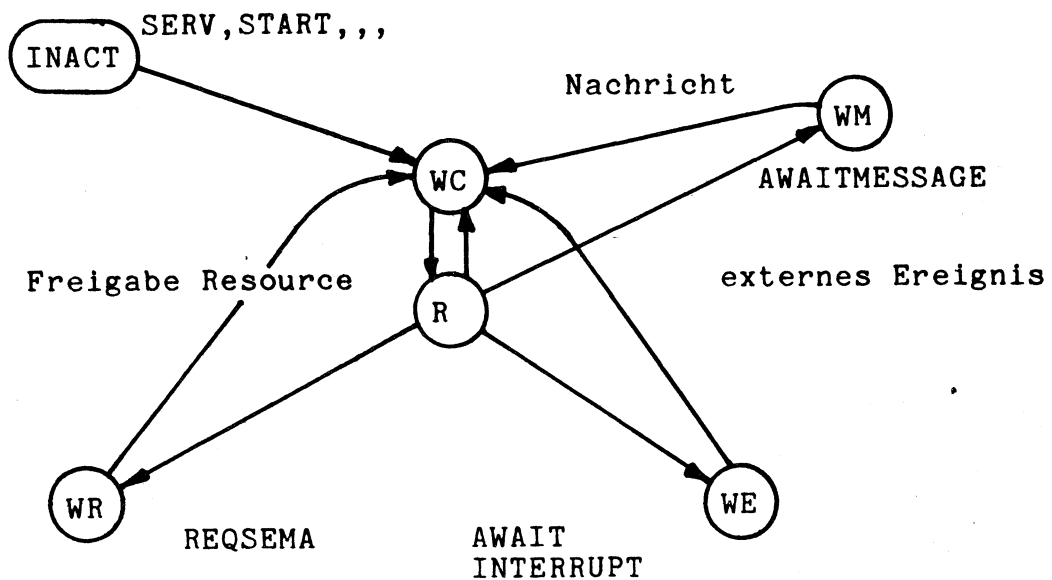 SERV,START,,,
INACT
Nachricht
WM
WC
AWAITMESSAGE
Freigabe Resource
externes Ereignis
R
WR
WE
REQSEMA
AWAIT
INTERRUPT